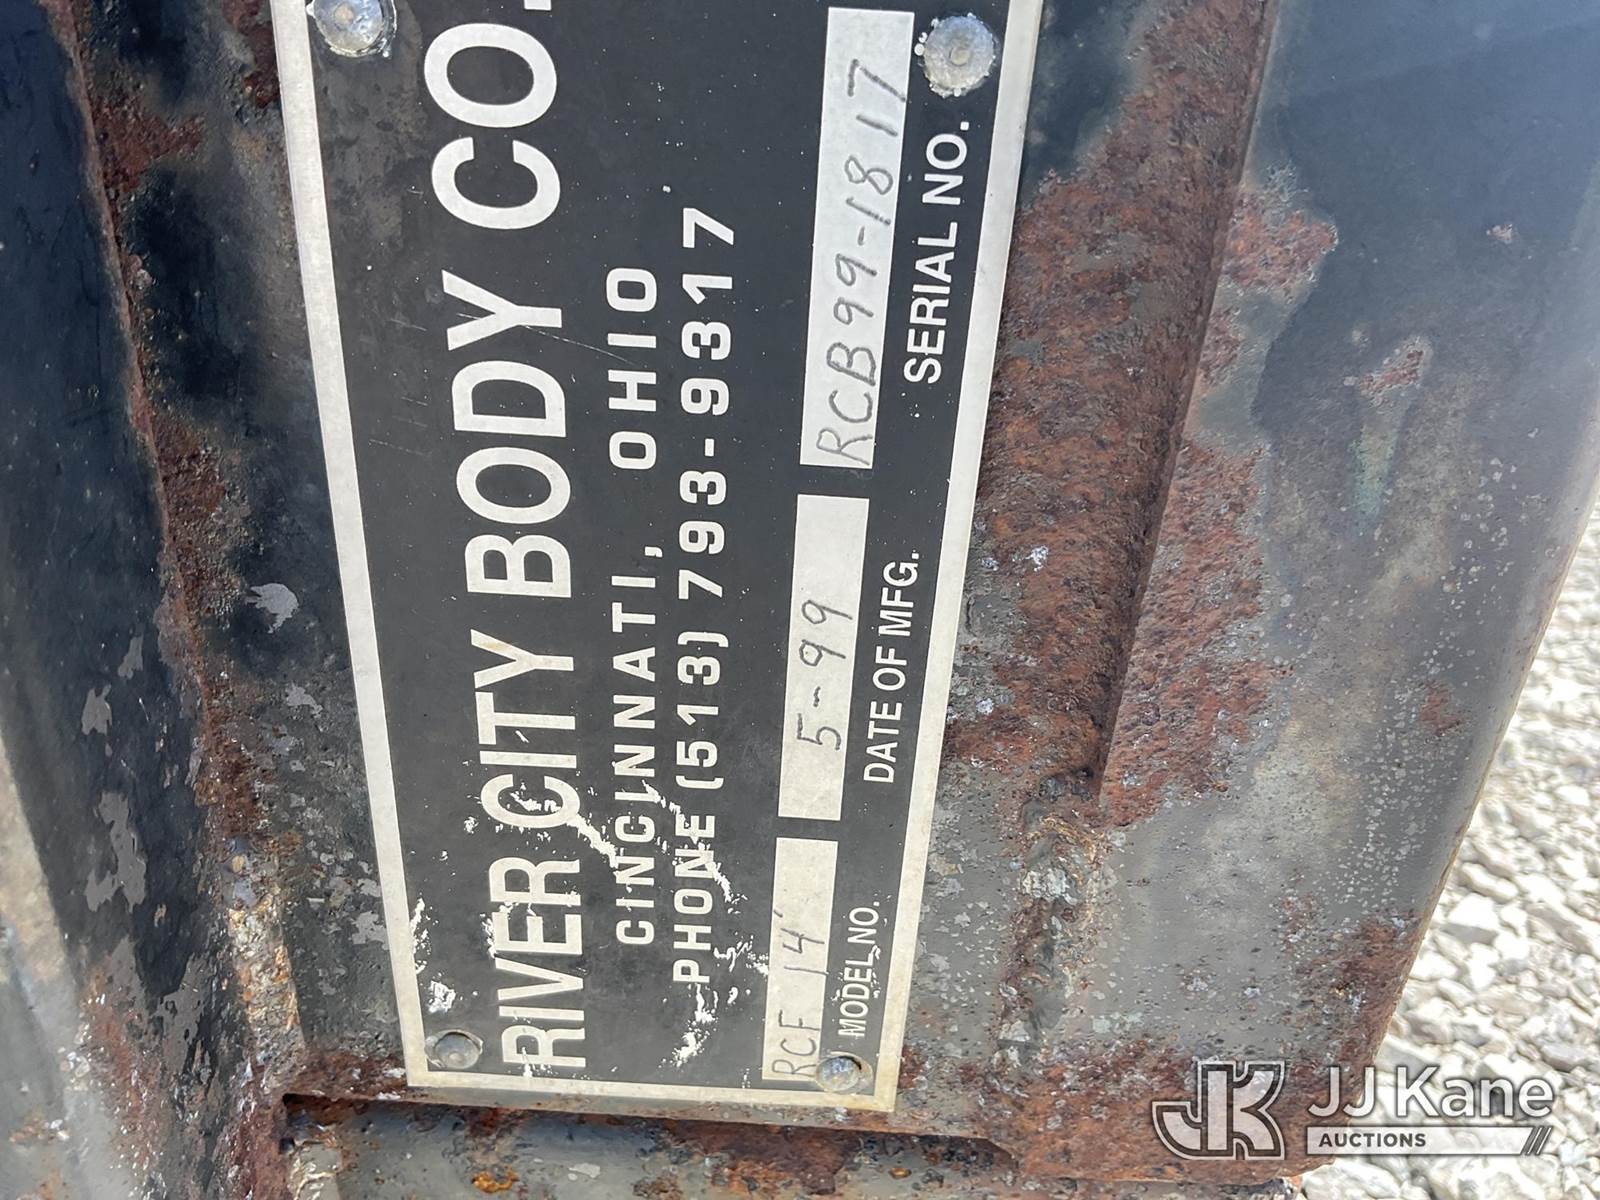 RIVER CITY BODY CO.
CINCINNATI, OHIO
PHONE (513) 793-9317
RCF 14' 5-99 RCB99-1817
MODEL NO. DATE OF MFG. SERIAL NO.
JK JJ Kane
AUCTIONS